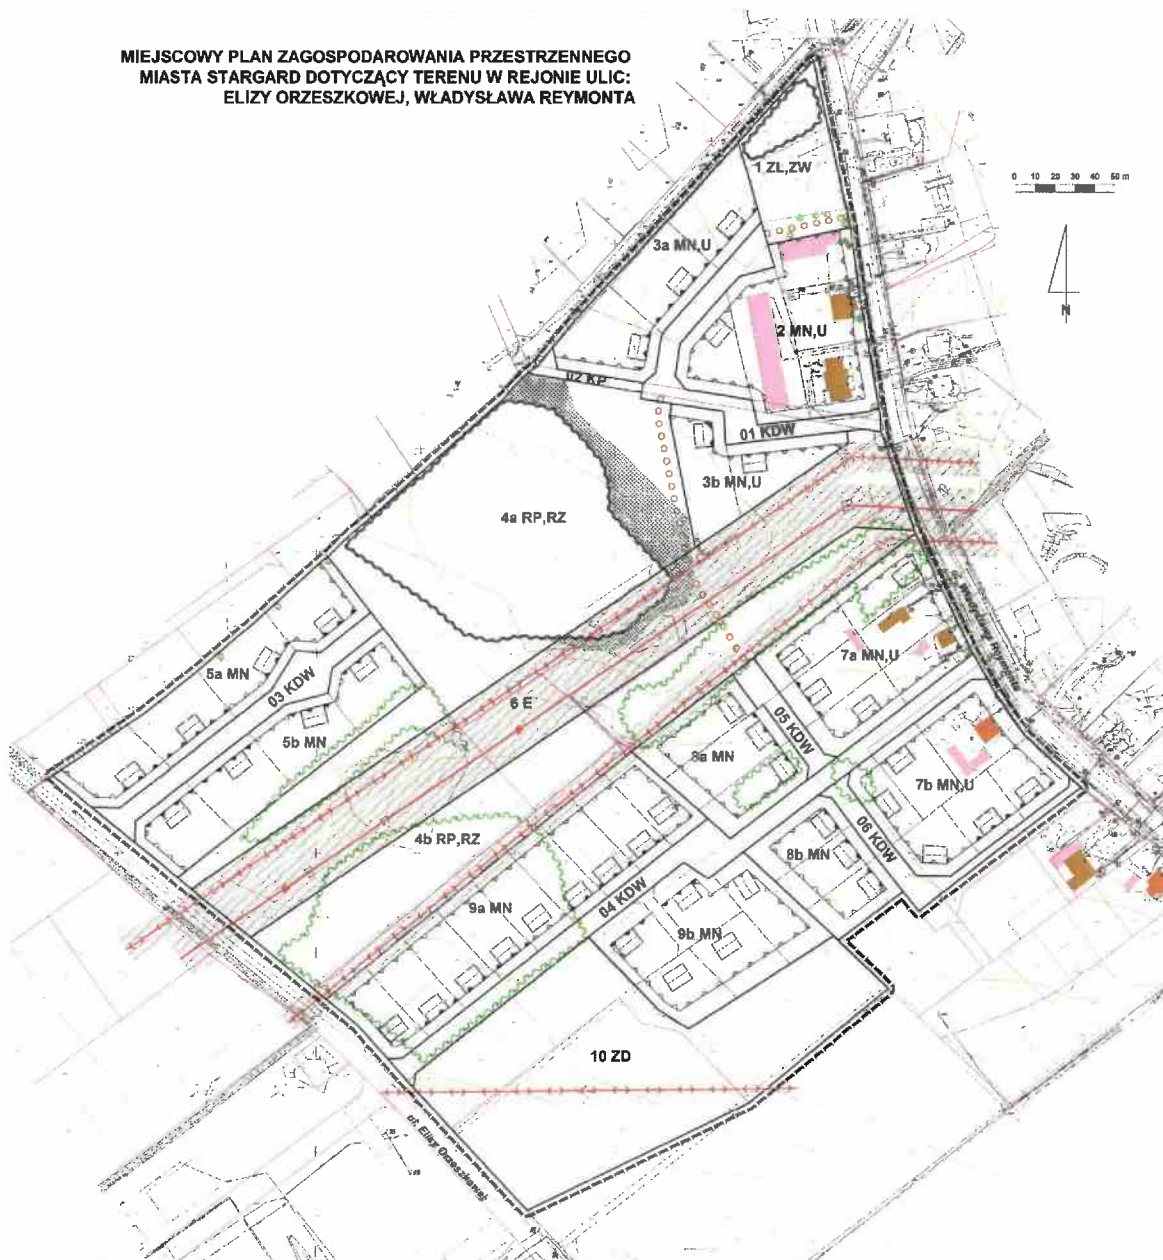 MIEJSCOWY PLAN ZAGOSPODAROWANIA PRZESTRZENNEGO
MIASTA STARGARD DOTYCZĄCY TERENU W REJONIE ULIC:
ELIZY ORZESZKOWEJ, WŁADYSŁAWA REYMONTA
1 ZL,ZW
0 10 20 30 40 50 m
3a MN,U
N
2 MN,U
02 KP
01 KDW
3b MN,U
4a RP,RZ
7a MN,U
5a MN
03 KDW
6 E
05 KDW
5b MN
8a MN
7b MN,U
4b RP,RZ
06 KDW
8b MN
04 KDW
9a MN
9b MN
10 ZD
ul. Elizy Orzeszkowej